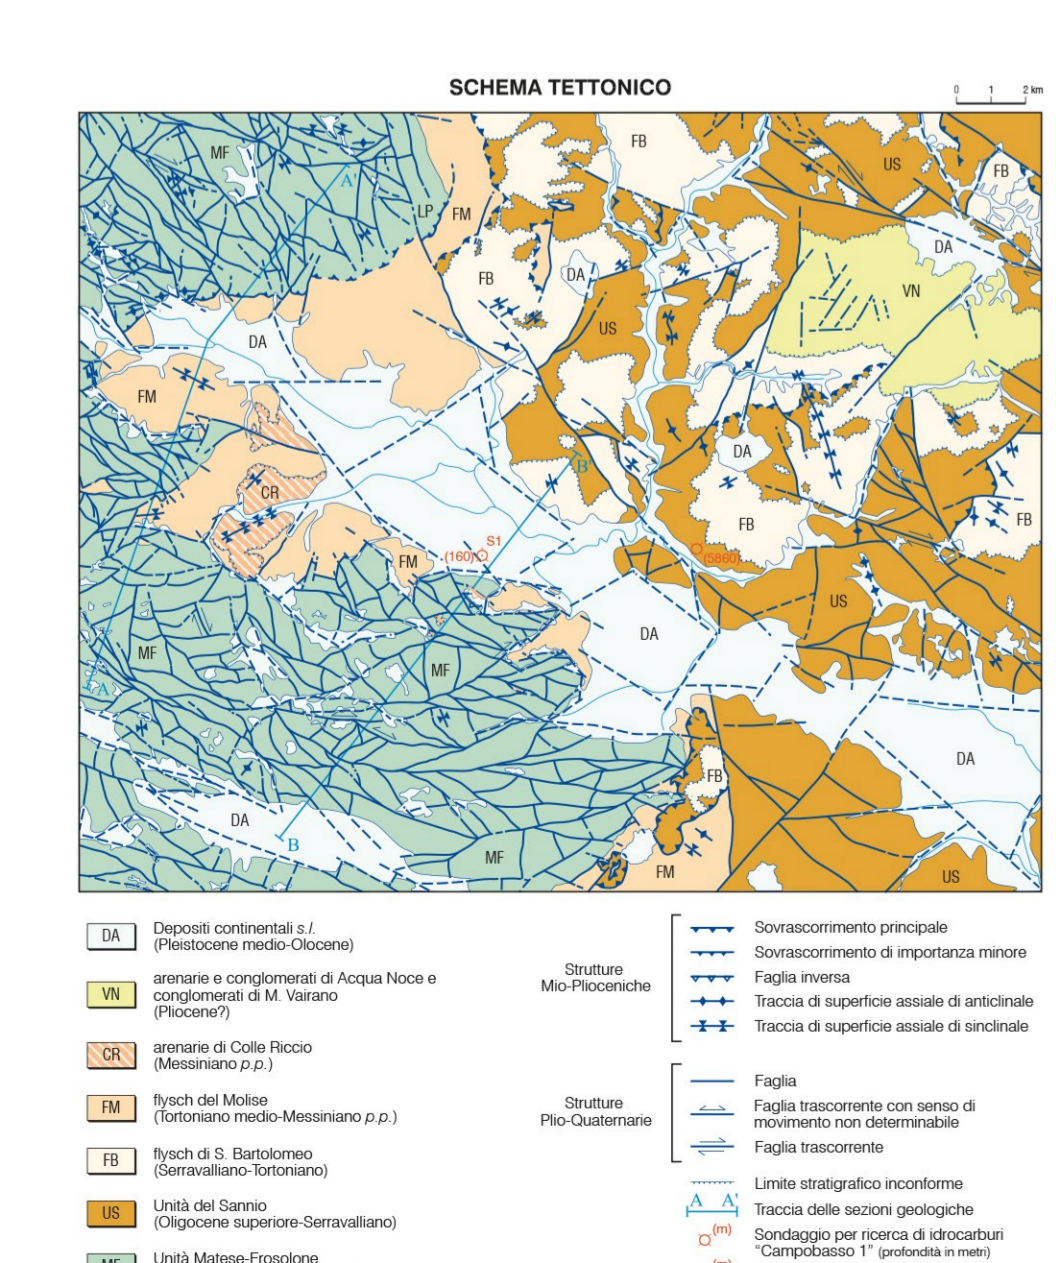 SCHEMA TETTONICO
0 1 2 km
MF
A'
LP
FM
FB
US
FB
DA
FB
DA
VN
US
DA
FM
DA
CR
B'
FB
FB
S1
(160)
(5860)
FM
US
DA
MF
MF
A
FB
DA
DA
B
MF
FM
US
DA
Depositi continentali s.l.
(Pleistocene medio-Olocene)
VN
arenarie e conglomerati di Acqua Noce e
conglomerati di M. Vairano
(Pliocene?)
CR
arenarie di Colle Riccio
(Messiniano p.p.)
FM
flysch del Molise
(Tortoniano medio-Messiniano p.p.)
FB
flysch di S. Bartolomeo
(Serravalliano-Tortoniano)
US
Unità del Sannio
(Oligocene superiore-Serravalliano)
MF
Unità Matese-Frosolone
Strutture
Mio-Plioceniche
Sovrascorrimento principale
Sovrascorrimento di importanza minore
Faglia inversa
Traccia di superficie assiale di anticlinale
Traccia di superficie assiale di sinclinale
Strutture
Plio-Quaternarie
Faglia
Faglia trascorrente con senso di
movimento non determinabile
Faglia trascorrente
Limite stratigrafico inconforme
A A'
Traccia delle sezioni geologiche
(m)
Sondaggio per ricerca di idrocarburi
"Campobasso 1" (profondità in metri)
(m)